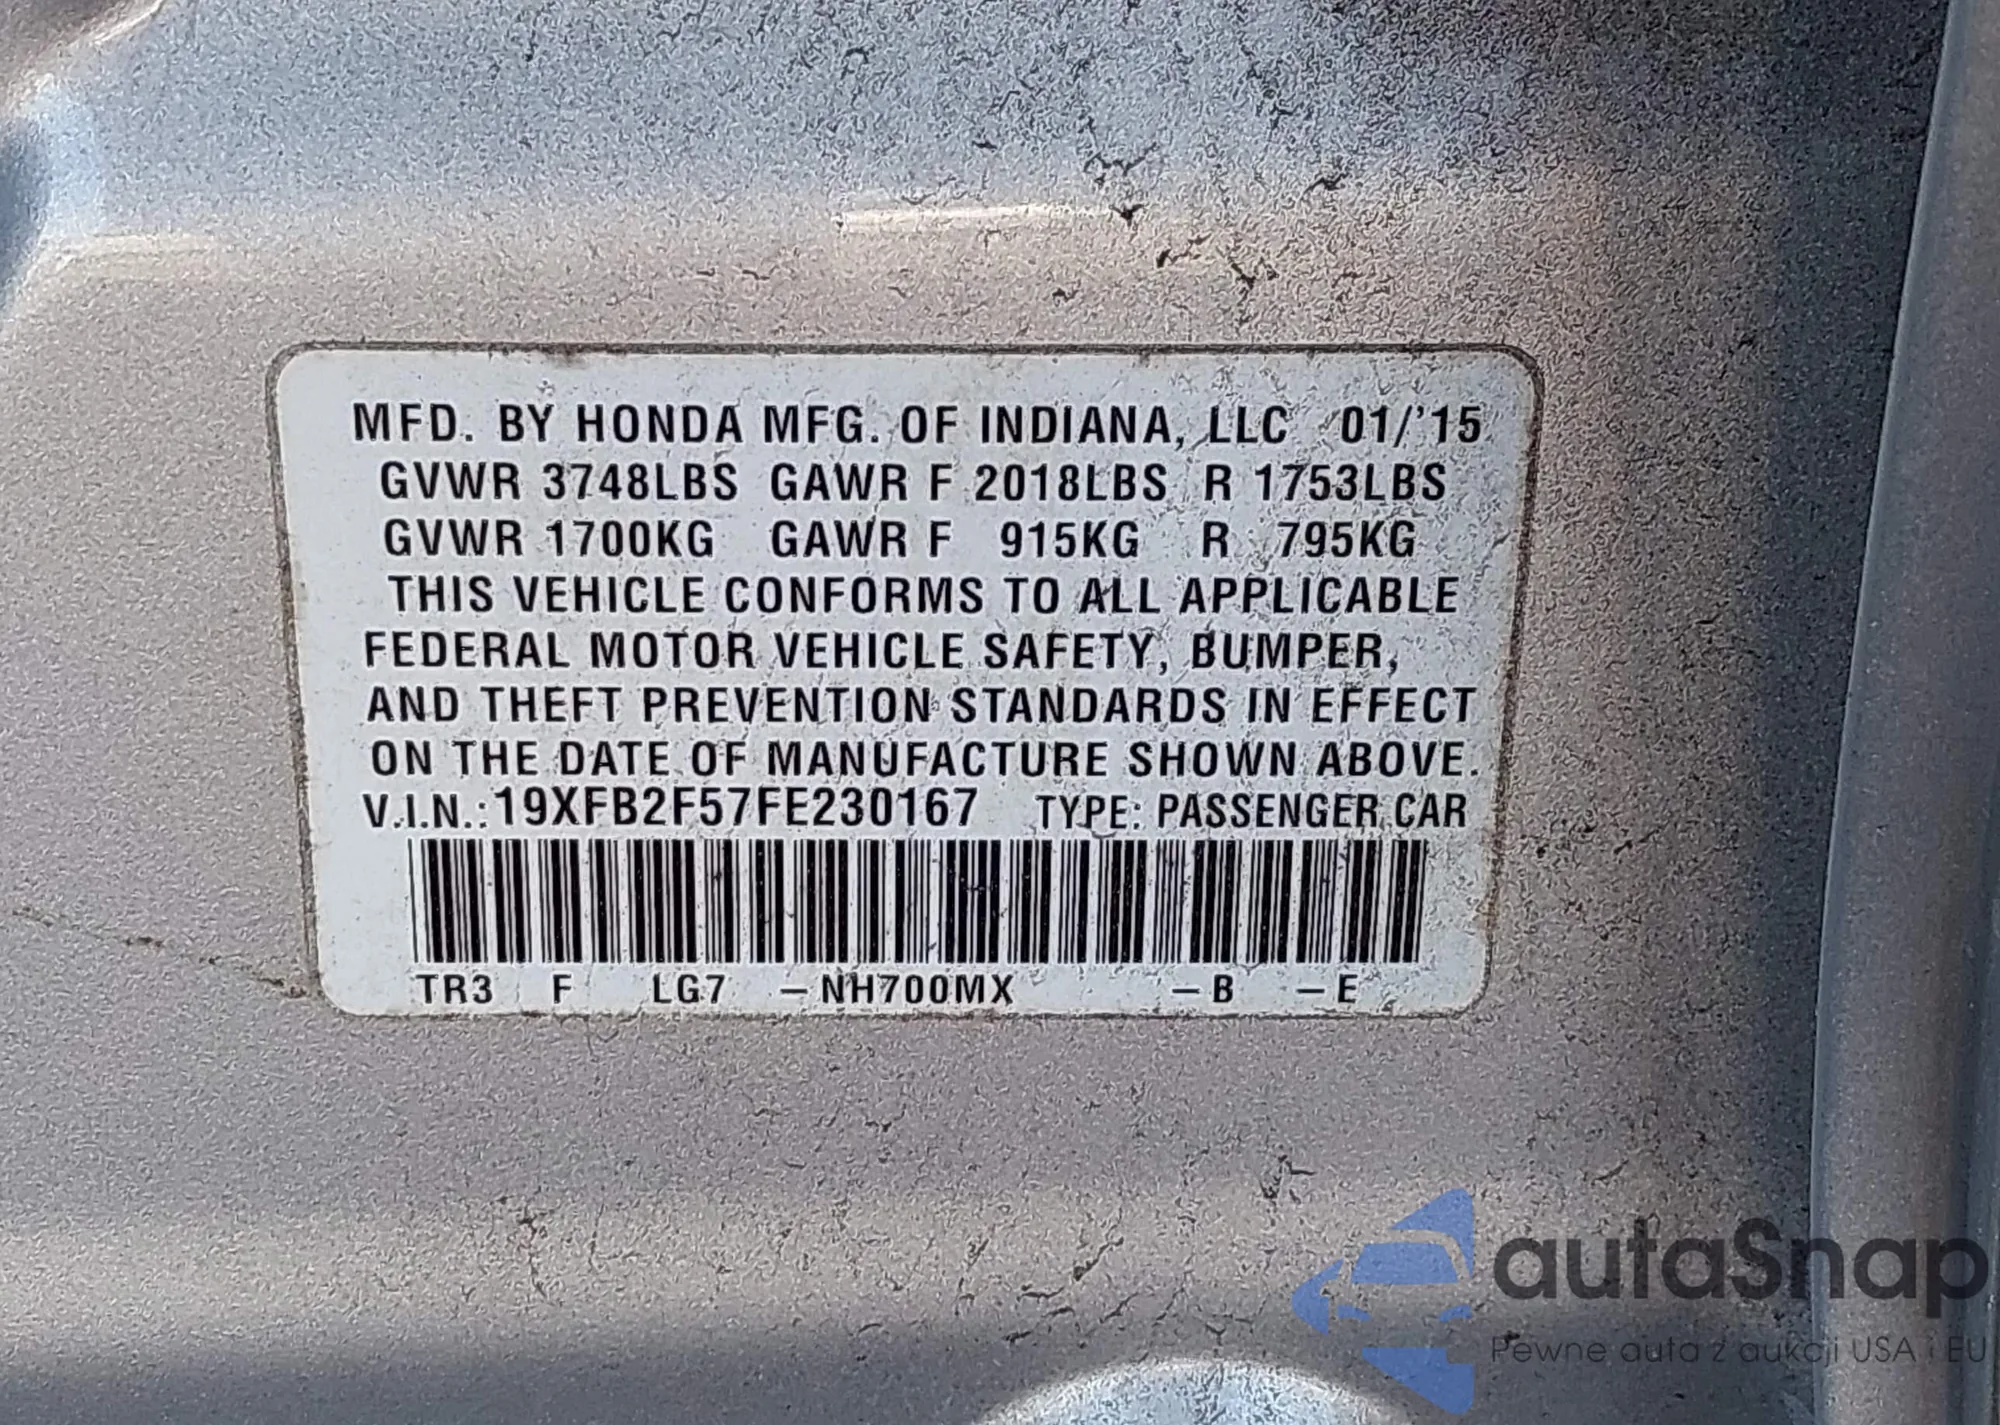 MFD. BY HONDA MFG. OF INDIANA, LLC 01/'15
GVWR 3748LBS GAWR F 2018LBS R 1753LBS
GVWR 1700KG GAWR F 915KG R 795KG
THIS VEHICLE CONFORMS TO ALL APPLICABLE
FEDERAL MOTOR VEHICLE SAFETY, BUMPER,
AND THEFT PREVENTION STANDARDS IN EFFECT
ON THE DATE OF MANUFACTURE SHOWN ABOVE.
V.I.N.: 19XFB2F57FE230167 TYPE: PASSENGER CAR
TR3 F LG7 -NH700MX -B -E
autaSnap
Pewne auta z aukcji USA i EU